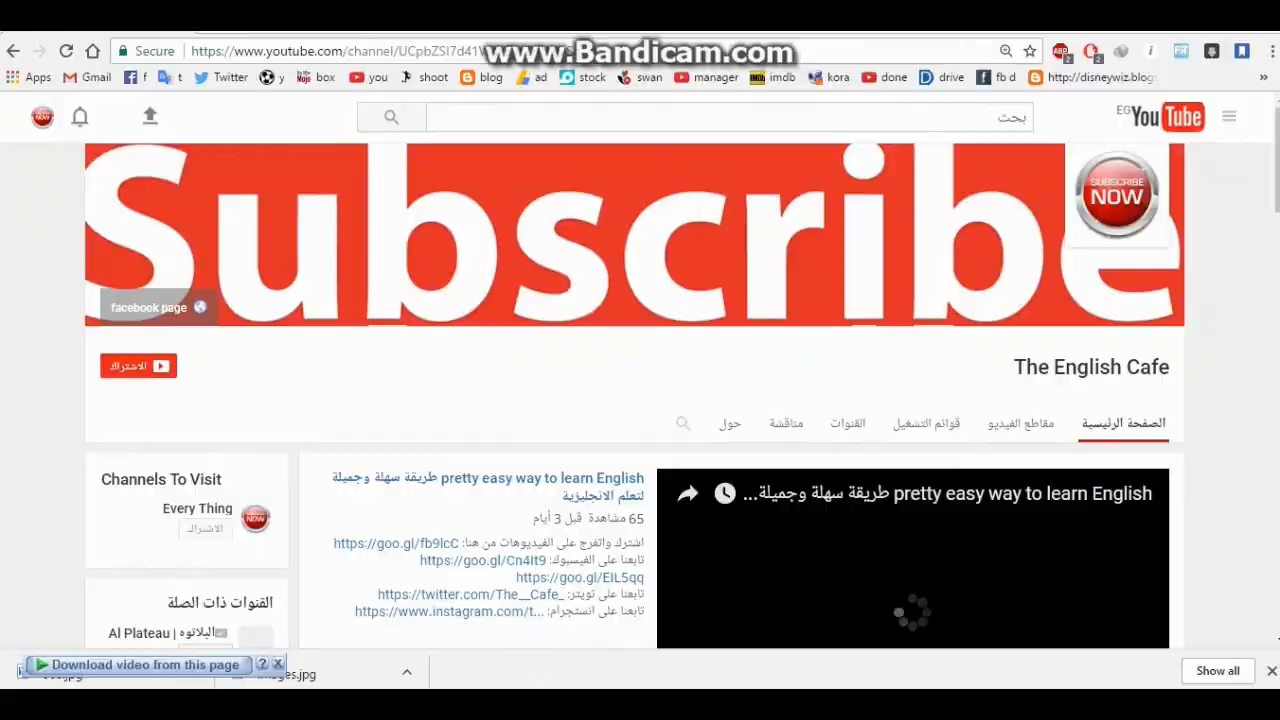 www.Bandicam.com
Secure
https://www.youtube.com/channel/UCpbZSI7d41
Apps Gmail f t Twitter y box you shoot blog ad stock swan manager imdb kora done drive fb d http://disneywiz.blog
NOW
بحث
YouTube EG
Subscribe
SUBSCRIBE NOW
facebook page
الاشتراك
The English Cafe
الصفحة الرئيسية مقاطع الفيديو قوائم التشغيل القنوات مناقشة حول
Channels To Visit
Every Thing
الاشتراك
NOW
القنوات ذات الصلة
Al Plateau | البلاتوه
pretty easy way to learn English طريقة سهلة وجميلة
لتعلم الانجليزية
65 مشاهدة قبل 3 أيام
اشترك واتفرج على الفيديوهات من هنا: https://goo.gl/fb9lcC
تابعنا على الفيسبوك: https://goo.gl/Cn4It9
https://goo.gl/EIL5qq
تابعنا على تويتر: https://twitter.com/The__Cafe_
تابعنا على انستجرام: https://www.instagram.com/t...
pretty easy way to learn English طريقة سهلة وجميلة...
Download video from this page ? X
images.jpg
Show all